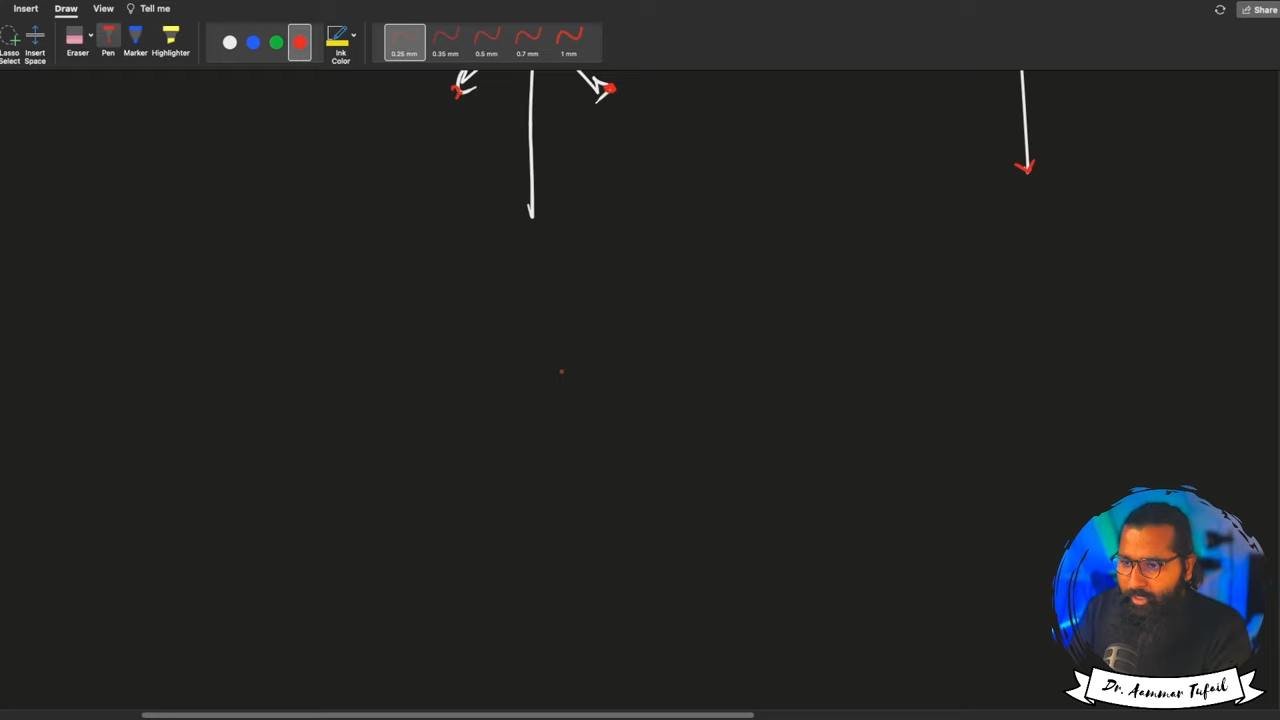 Insert Draw View Tell me
Share
Lasso Select
Insert Space
Eraser
Pen
Marker
Highlighter
Ink Color
0.25 mm
0.35 mm
0.5 mm
0.7 mm
1 mm
Dr. Aammar Tufail